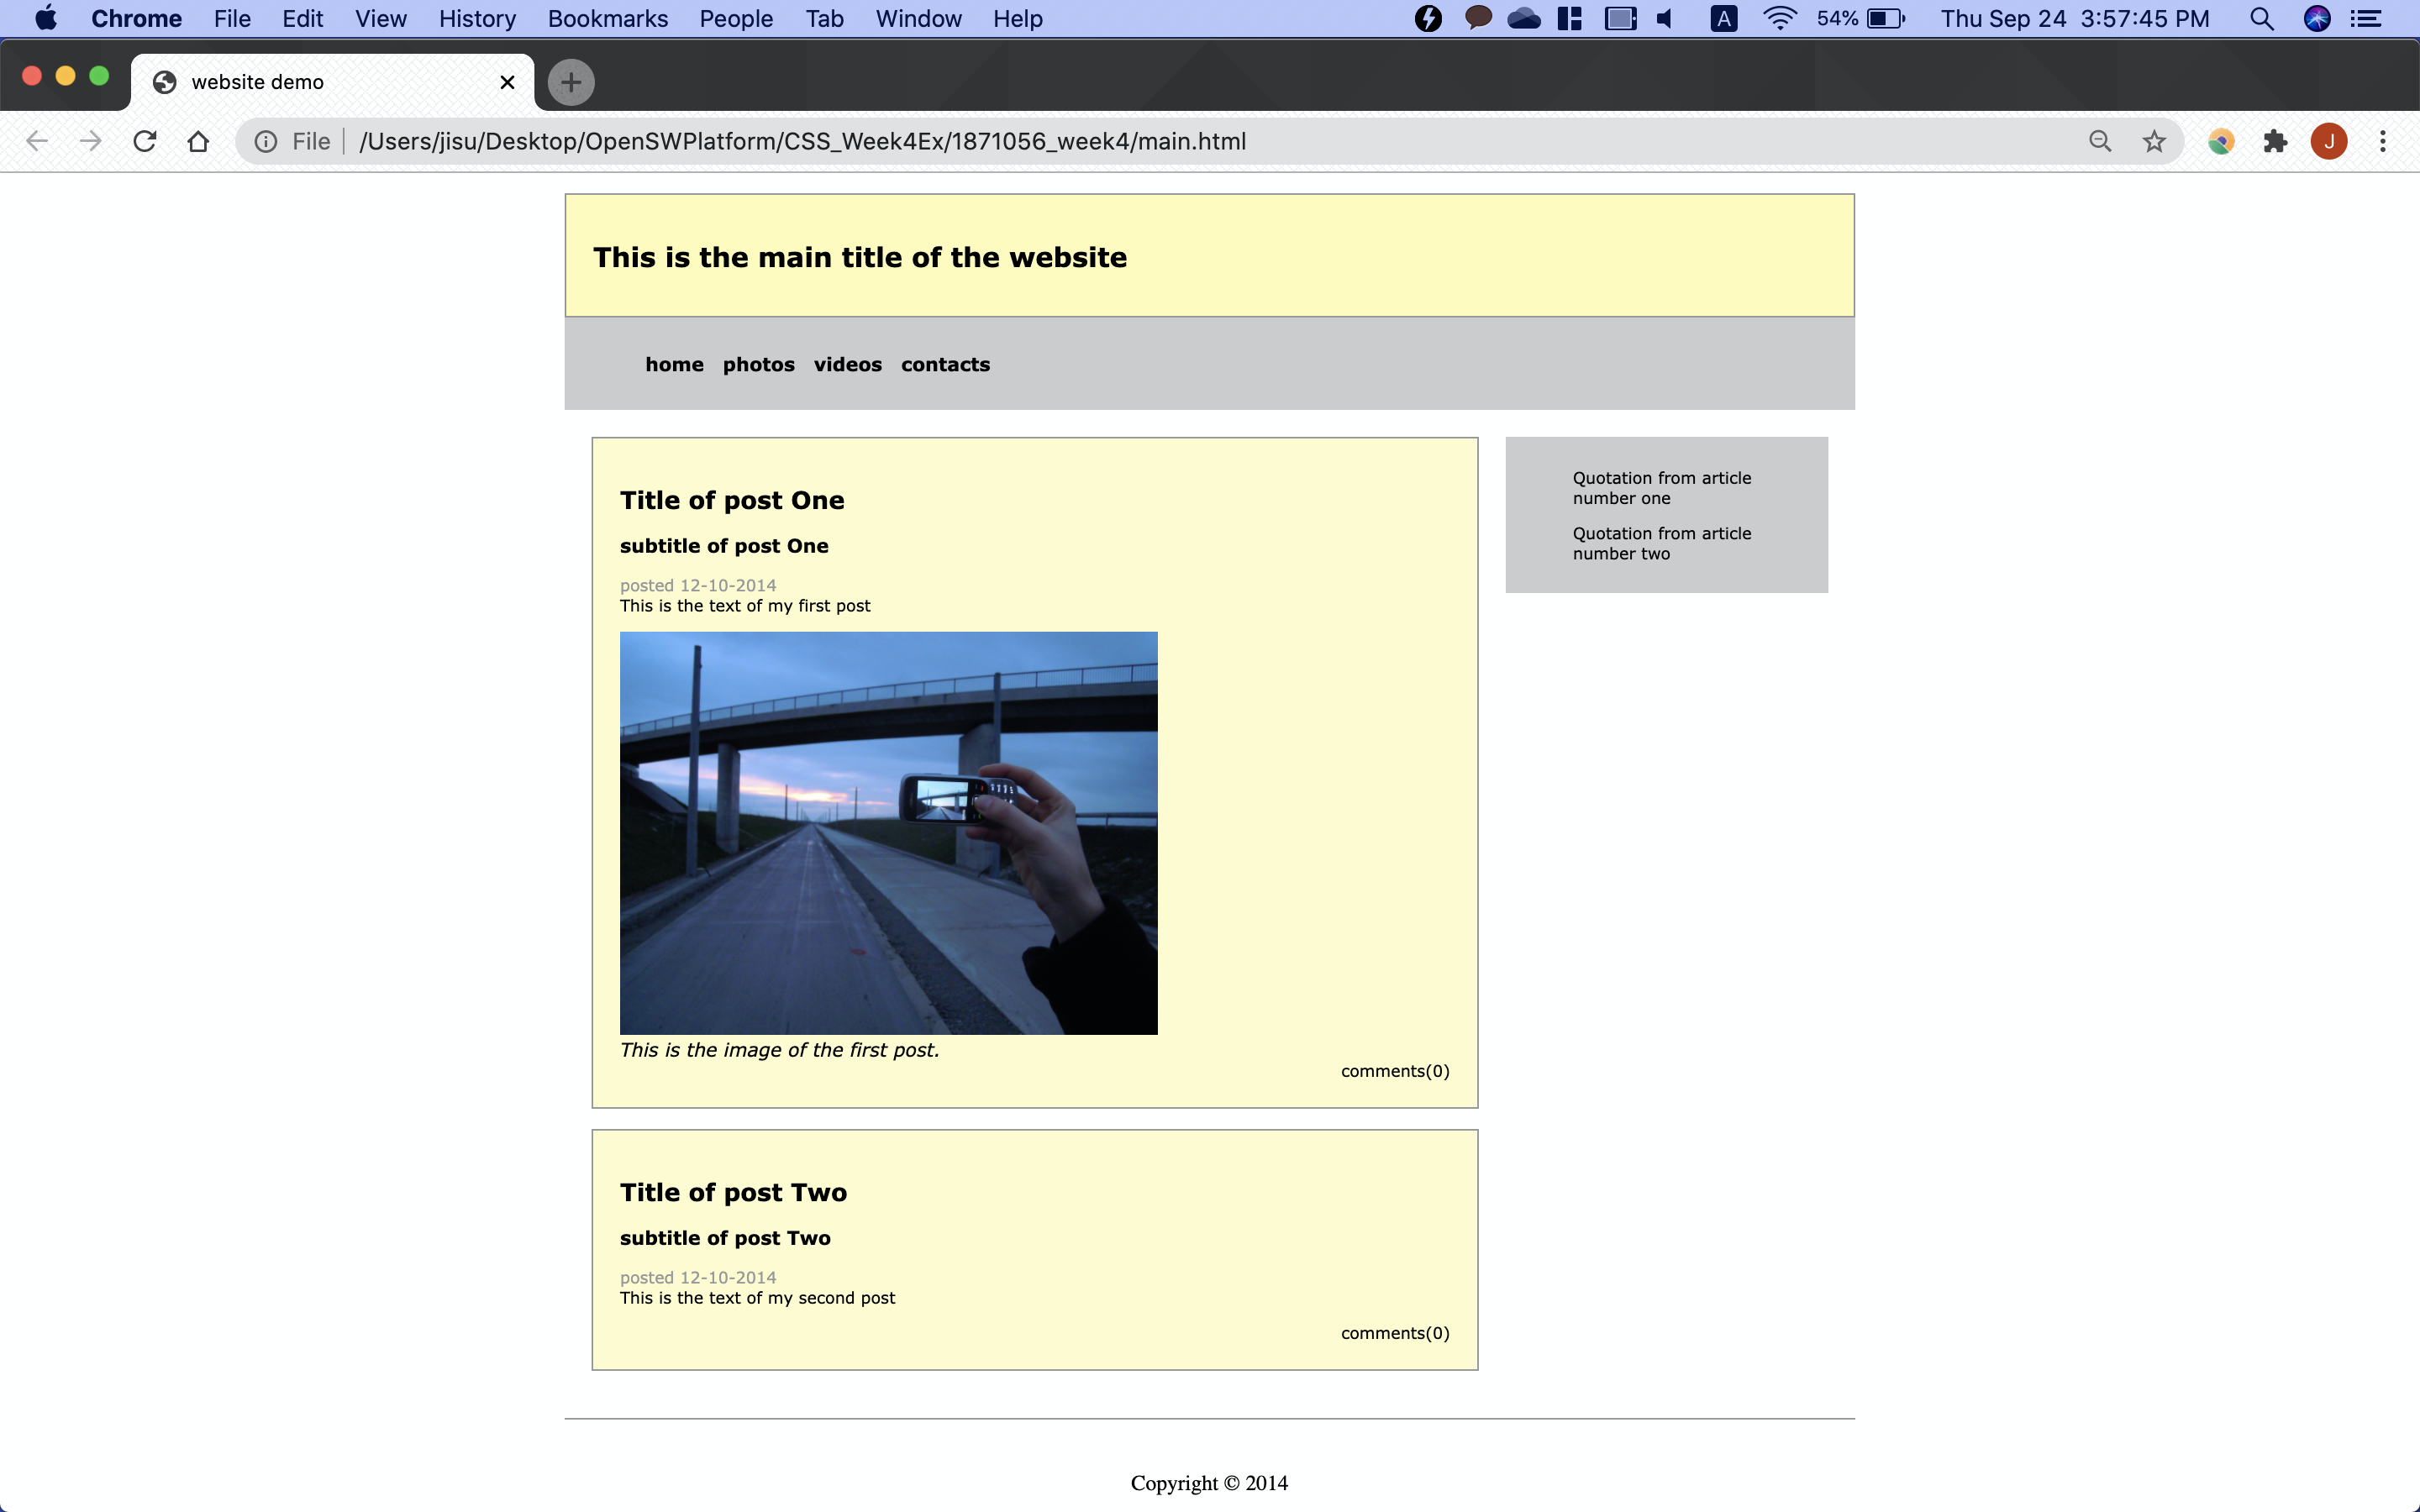 Chrome File Edit View History Bookmarks People Tab Window Help A 54% Thu Sep 24 3:57:45 PM
website demo
File /Users/jisu/Desktop/OpenSWPlatform/CSS_Week4Ex/1871056_week4/main.html J
This is the main title of the website
home photos videos contacts
Title of post One
subtitle of post One
posted 12-10-2014
This is the text of my first post
This is the image of the first post.
comments(0)
Quotation from article
number one
Quotation from article
number two
Title of post Two
subtitle of post Two
posted 12-10-2014
This is the text of my second post
comments(0)
Copyright © 2014